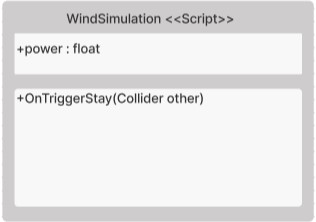 WindSimulation <<Script>>
+power : float
+OnTriggerStay(Collider other)